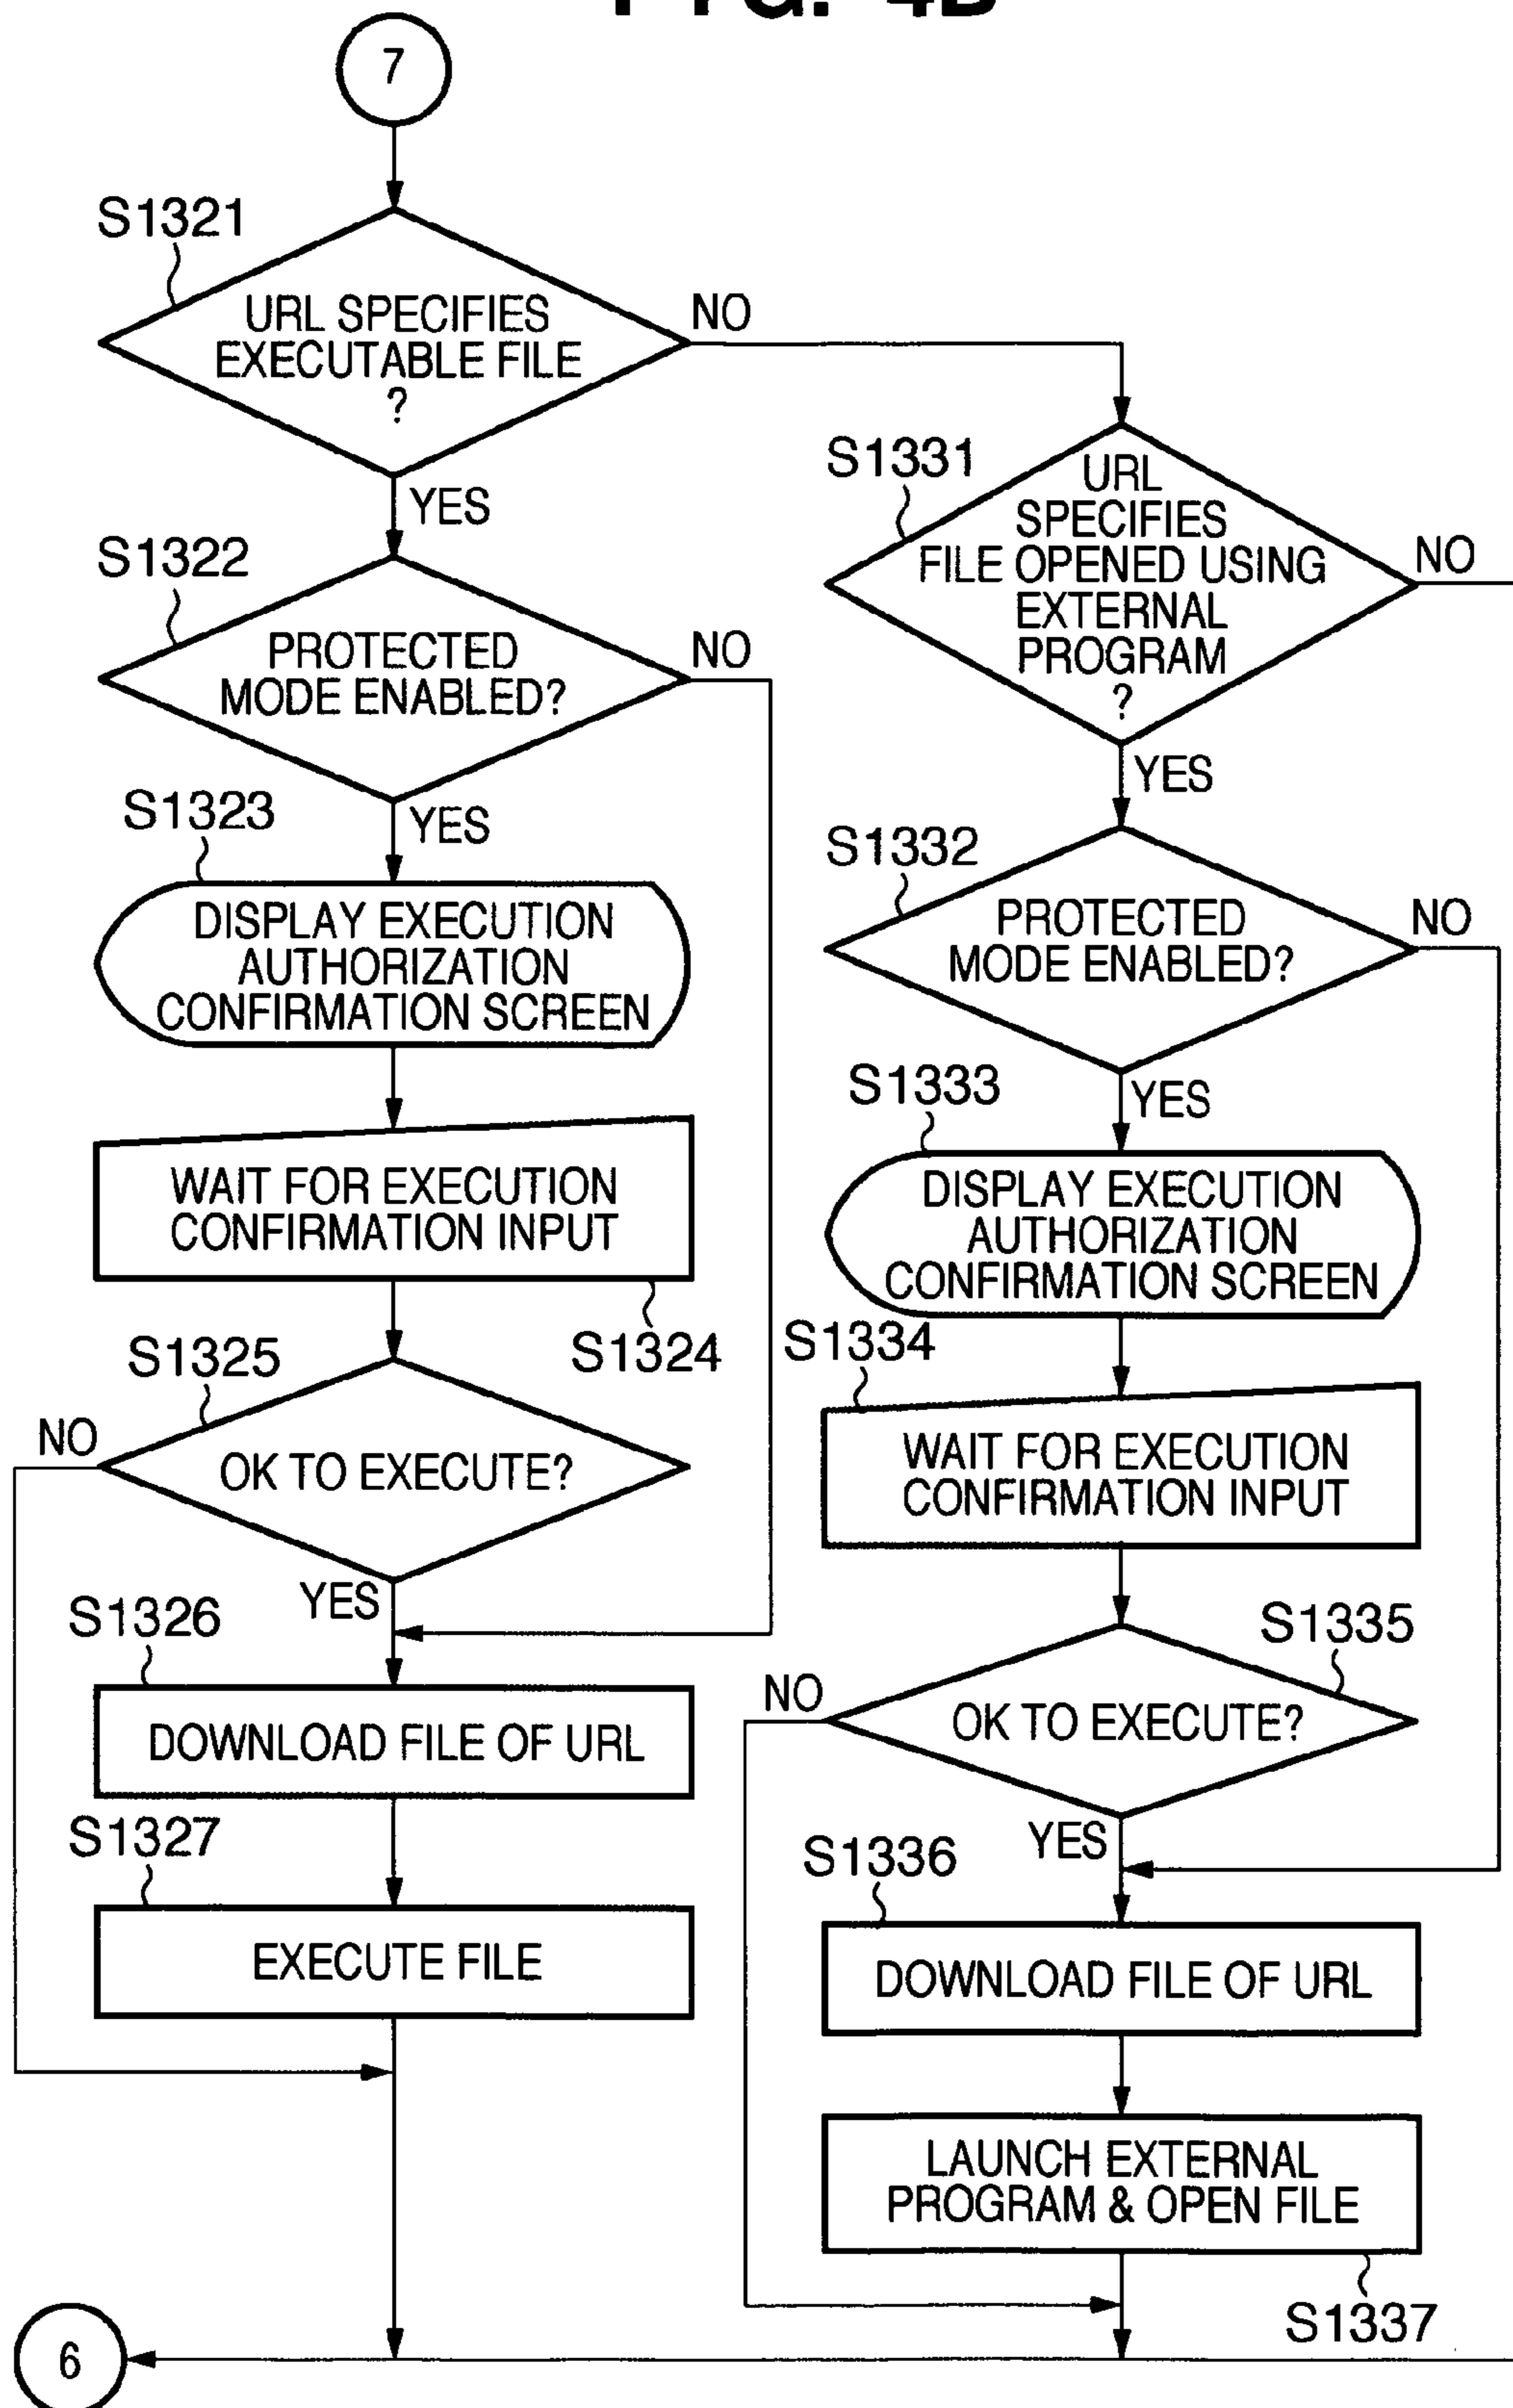 FIG. 4B
7
S1321
URL SPECIFIES
EXECUTABLE FILE
?
NO
YES
S1322
PROTECTED
MODE ENABLED?
NO
YES
S1323
DISPLAY EXECUTION
AUTHORIZATION
CONFIRMATION SCREEN
WAIT FOR EXECUTION
CONFIRMATION INPUT
S1324
S1325
NO
OK TO EXECUTE?
YES
S1326
DOWNLOAD FILE OF URL
S1327
EXECUTE FILE
S1331
URL
SPECIFIES
FILE OPENED USING
EXTERNAL
PROGRAM
?
NO
YES
S1332
PROTECTED
MODE ENABLED?
NO
YES
S1333
DISPLAY EXECUTION
AUTHORIZATION
CONFIRMATION SCREEN
S1334
WAIT FOR EXECUTION
CONFIRMATION INPUT
S1335
NO
OK TO EXECUTE?
YES
S1336
DOWNLOAD FILE OF URL
LAUNCH EXTERNAL
PROGRAM & OPEN FILE
S1337
6